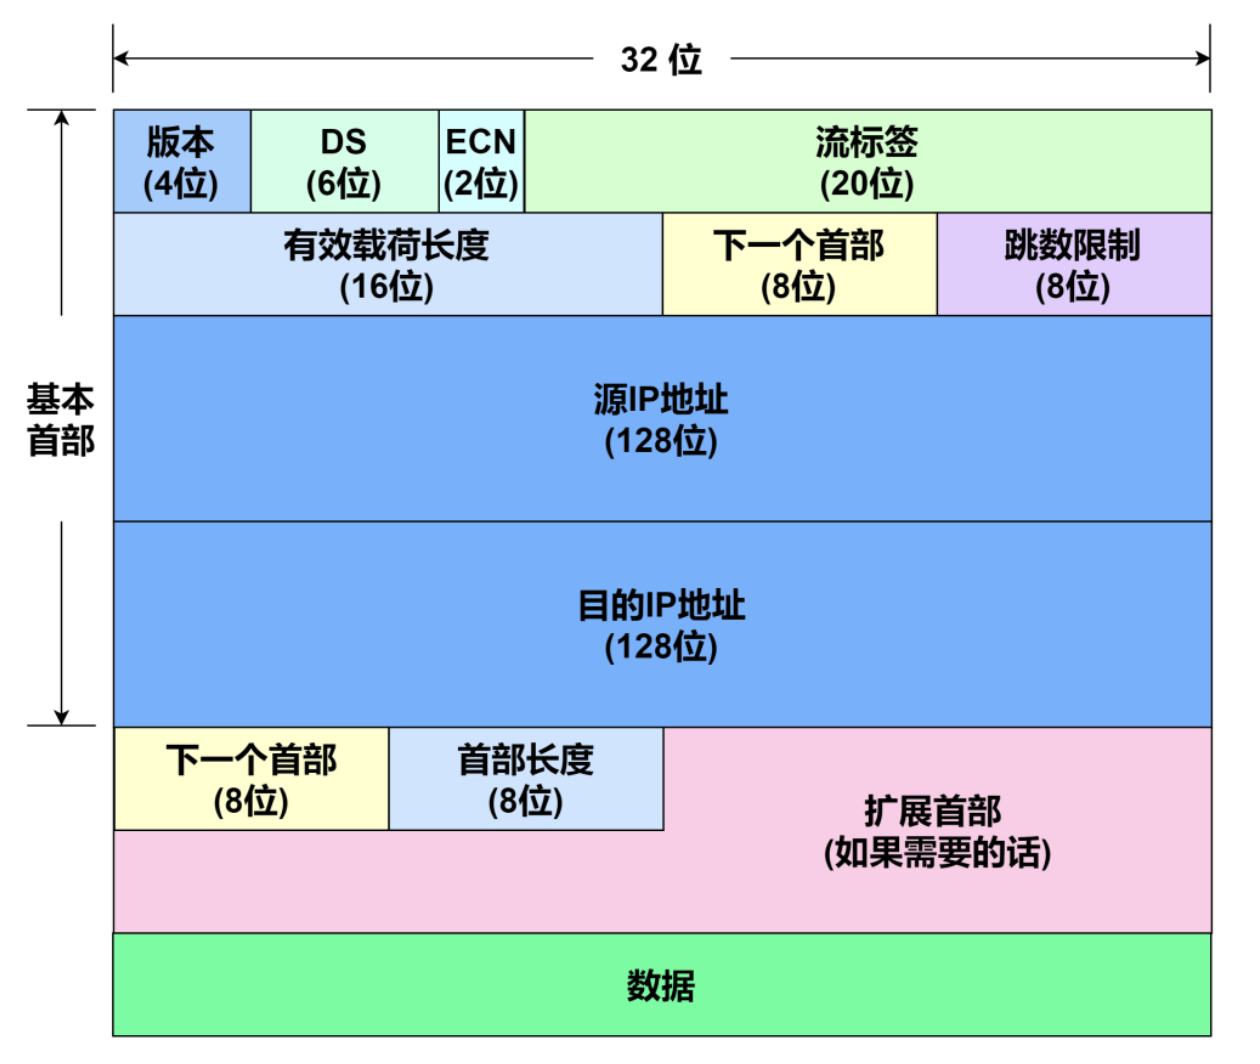 32 位
版本
(4位)
DS
(6位)
ECN
(2位)
流标签
(20位)
有效载荷长度
(16位)
下一个首部
(8位)
跳数限制
(8位)
基本
首部
源IP地址
(128位)
目的IP地址
(128位)
下一个首部
(8位)
首部长度
(8位)
扩展首部
(如果需要的话)
数据